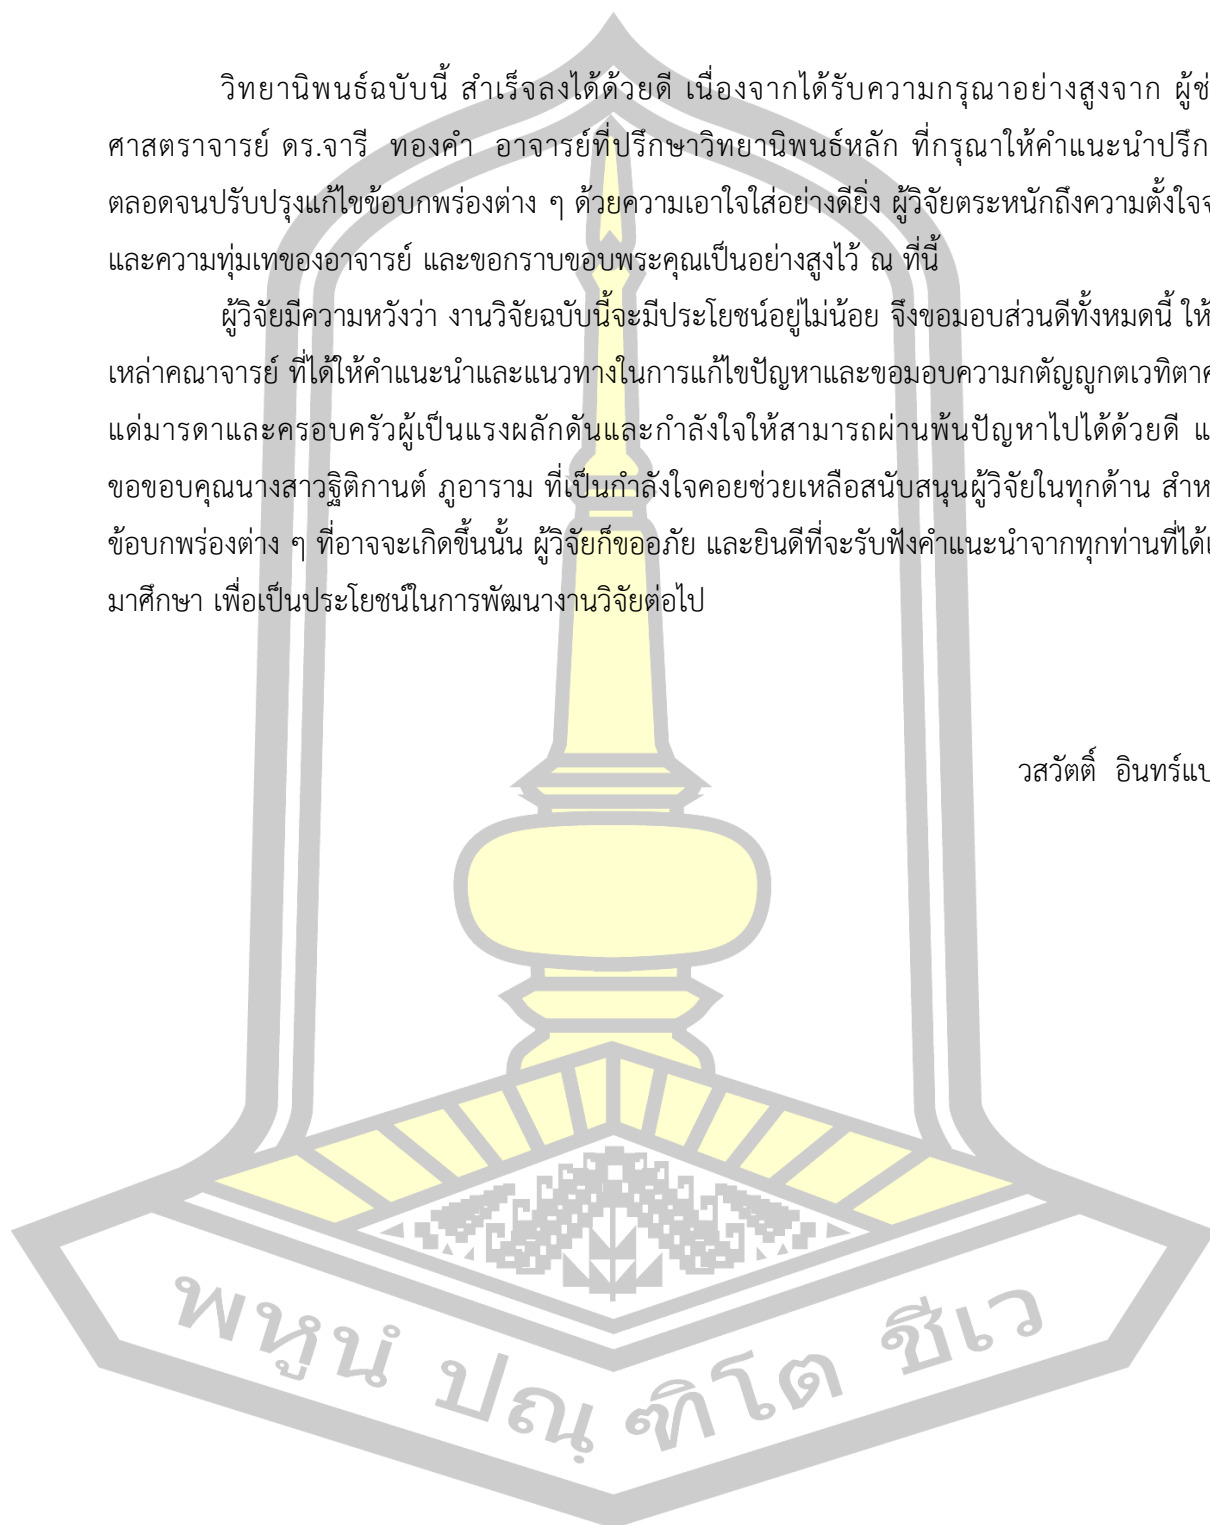 วิทยานิพนธ์ฉบับนี้ สำเร็จลงได้ด้วยดี เนื่องจากได้รับความกรุณาอย่างสูงจาก ผู้ช่
ศาสตราจารย์ ดร.จารี ทองคำ อาจารย์ที่ปรึกษาวิทยานิพนธ์หลัก ที่กรุณาให้คำแนะนำปรึก
ตลอดจนปรับปรุงแก้ไขข้อบกพร่องต่าง ๆ ด้วยความเอาใจใส่อย่างดียิ่ง ผู้วิจัยตระหนักถึงความตั้งใจจ
และความทุ่มเทของอาจารย์ และขอกราบขอบพระคุณเป็นอย่างสูงไว้ ณ ที่นี้
ผู้วิจัยมีความหวังว่า งานวิจัยฉบับนี้จะมีประโยชน์อยู่ไม่น้อย จึงขอมอบส่วนดีทั้งหมดนี้ ให้
เหล่าคณาจารย์ ที่ได้ให้คำแนะนำและแนวทางในการแก้ไขปัญหาและขอมอบความกตัญญูกตเวทิตาค
แด่มารดาและครอบครัวผู้เป็นแรงผลักดันและกำลังใจให้สามารถผ่านพ้นปัญหาไปได้ด้วยดี แ
ขอขอบคุณนางสาวฐิติกานต์ ภูอาราม ที่เป็นกำลังใจคอยช่วยเหลือสนับสนุนผู้วิจัยในทุกด้าน สำห
ข้อบกพร่องต่าง ๆ ที่อาจจะเกิดขึ้นนั้น ผู้วิจัยก็ขออภัย และยินดีที่จะรับฟังคำแนะนำจากทุกท่านที่ได้เ
มาศึกษา เพื่อเป็นประโยชน์ในการพัฒนางานวิจัยต่อไป
วสวัตติ์ อินทร์แป
พหูนํ ปณฺฑิโต ชีเว